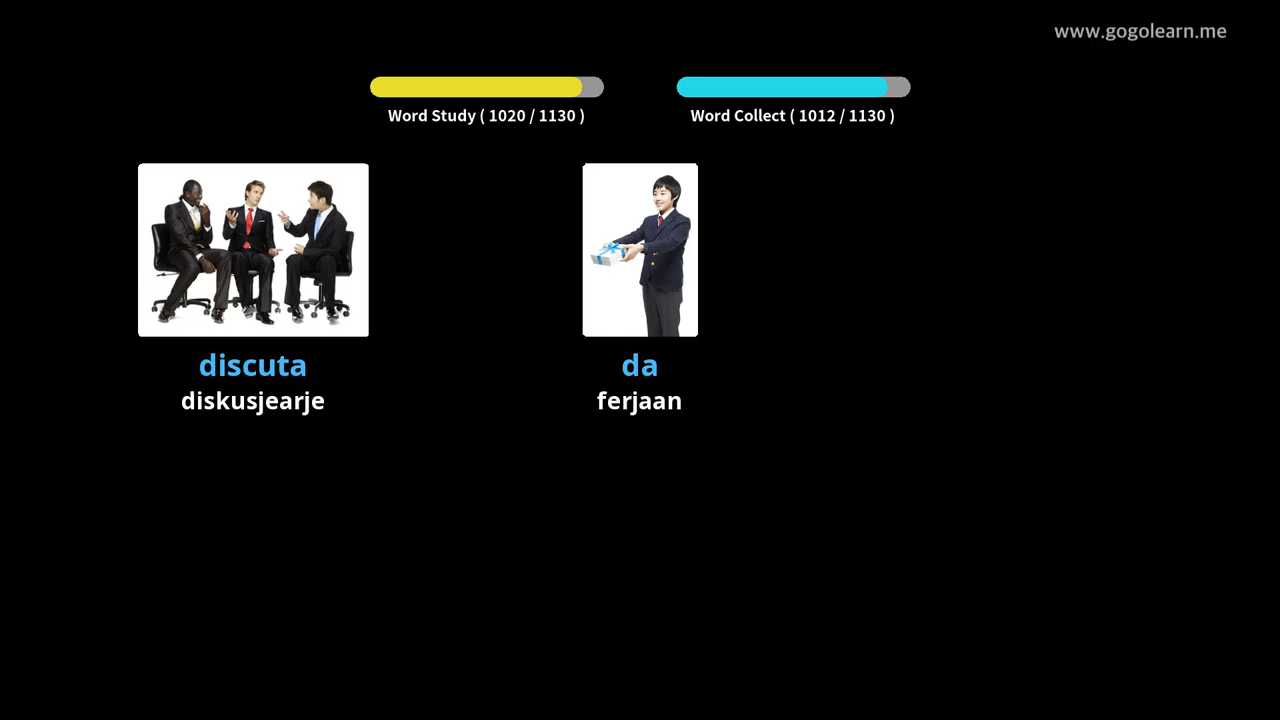 www.gogolearn.me
Word Study ( 1020 / 1130 )
Word Collect ( 1012 / 1130 )
discuta
diskusjearje
da
ferjaan